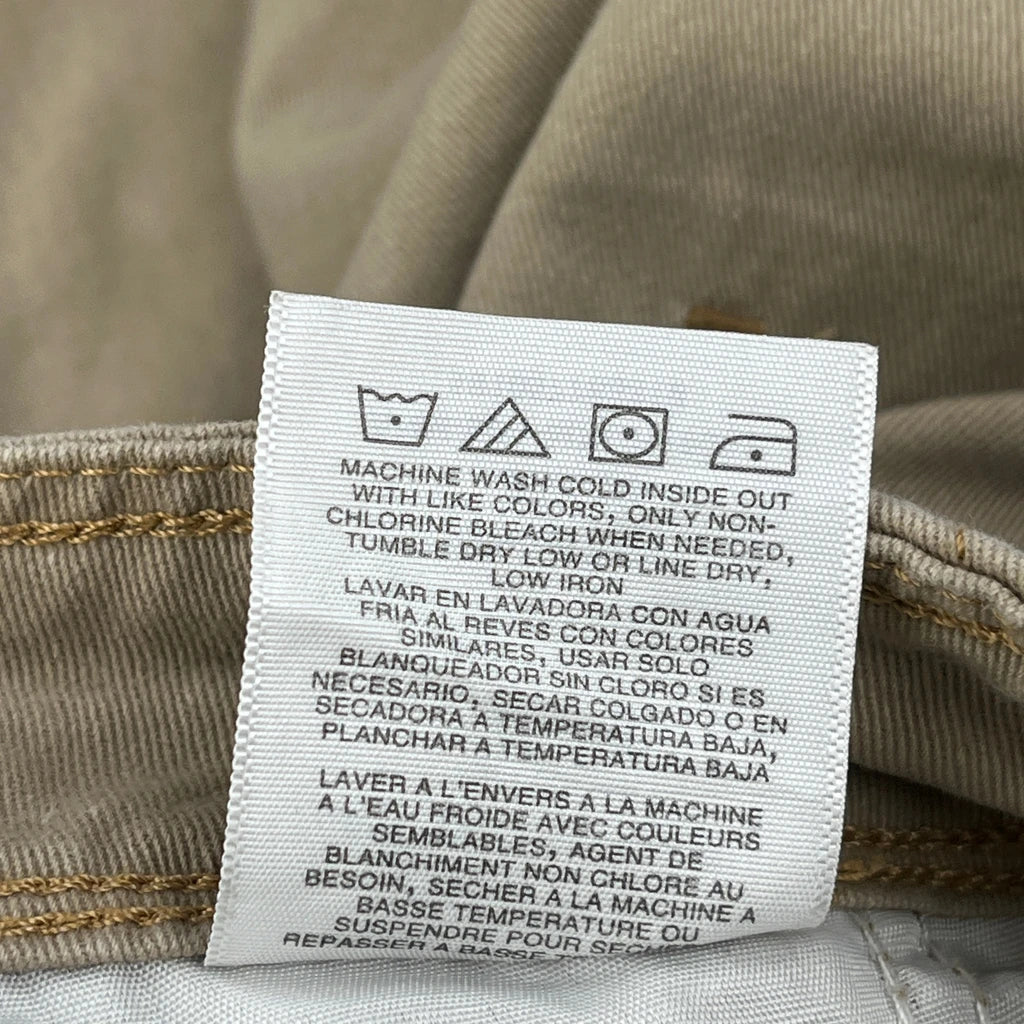 MACHINE WASH COLD INSIDE OUT
WITH LIKE COLORS, ONLY NON-
CHLORINE BLEACH WHEN NEEDED,
TUMBLE DRY LOW OR LINE DRY,
LOW IRON
LAVAR EN LAVADORA CON AGUA
FRIA AL REVES CON COLORES
SIMILARES, USAR SOLO
BLANQUEADOR SIN CLORO SI ES
NECESARIO, SECAR COLGADO O EN
SECADORA A TEMPERATURA BAJA,
PLANCHAR A TEMPERATURA BAJA
LAVER A L'ENVERS A LA MACHINE
A L'EAU FROIDE AVEC COULEURS
SEMBLABLES, AGENT DE
BLANCHIMENT NON CHLORE AU
BESOIN, SECHER A LA MACHINE A
BASSE TEMPERATURE OU
SUSPENDRE POUR
REPASSER A BASSE